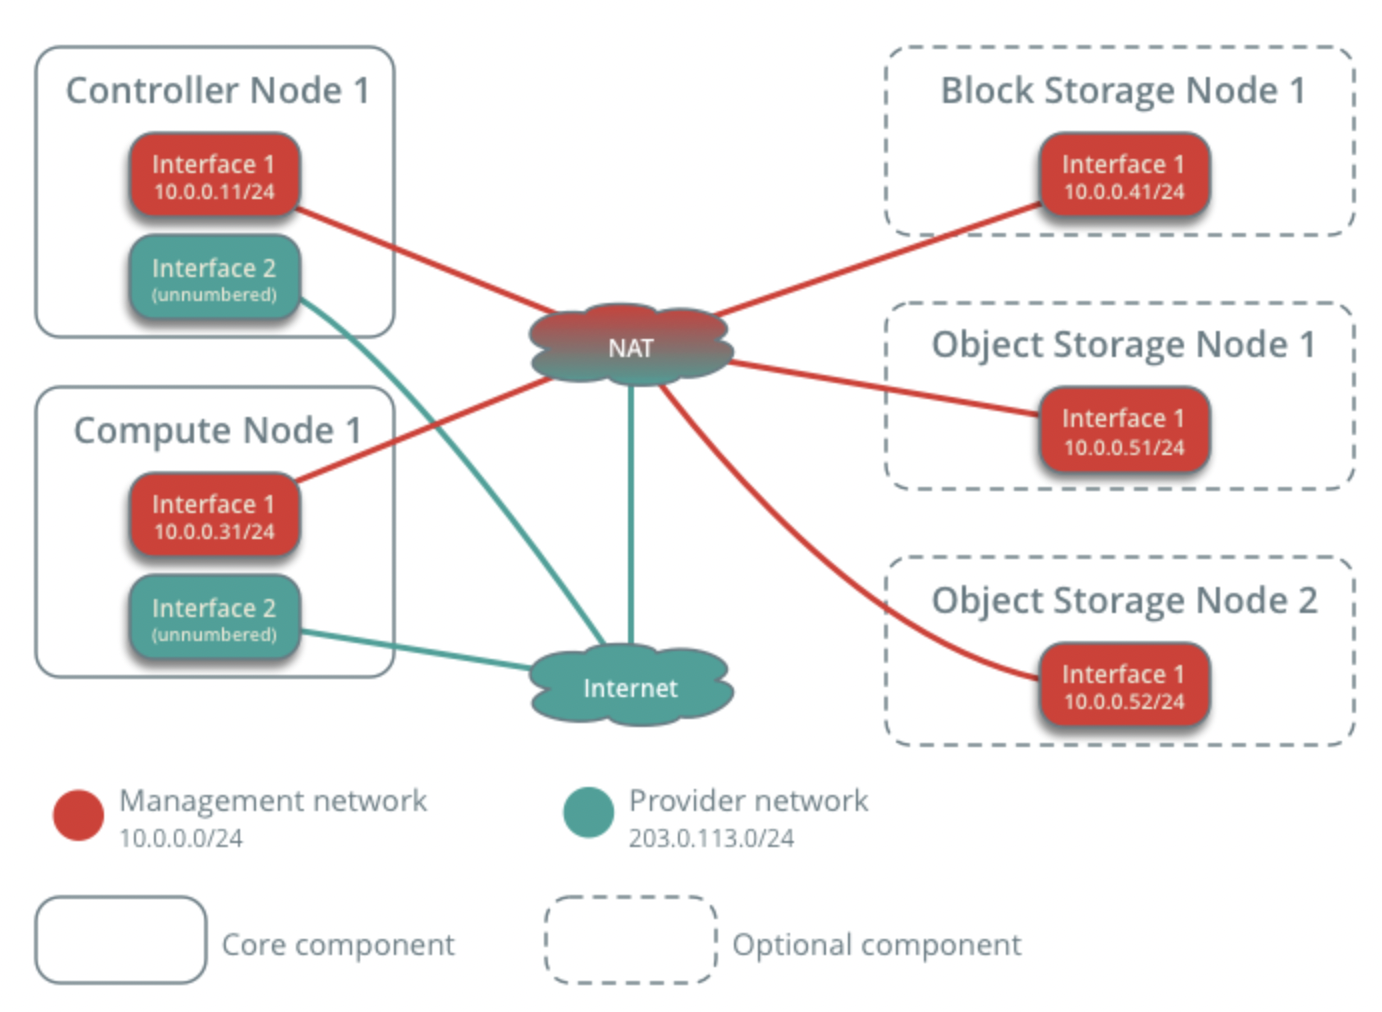 Controller Node 1
Interface 1
10.0.0.11/24
Interface 2
(unnumbered)
Compute Node 1
Interface 1
10.0.0.31/24
Interface 2
(unnumbered)
NAT
Internet
Block Storage Node 1
Interface 1
10.0.0.41/24
Object Storage Node 1
Interface 1
10.0.0.51/24
Object Storage Node 2
Interface 1
10.0.0.52/24
Management network
10.0.0.0/24
Provider network
203.0.113.0/24
Core component
Optional component